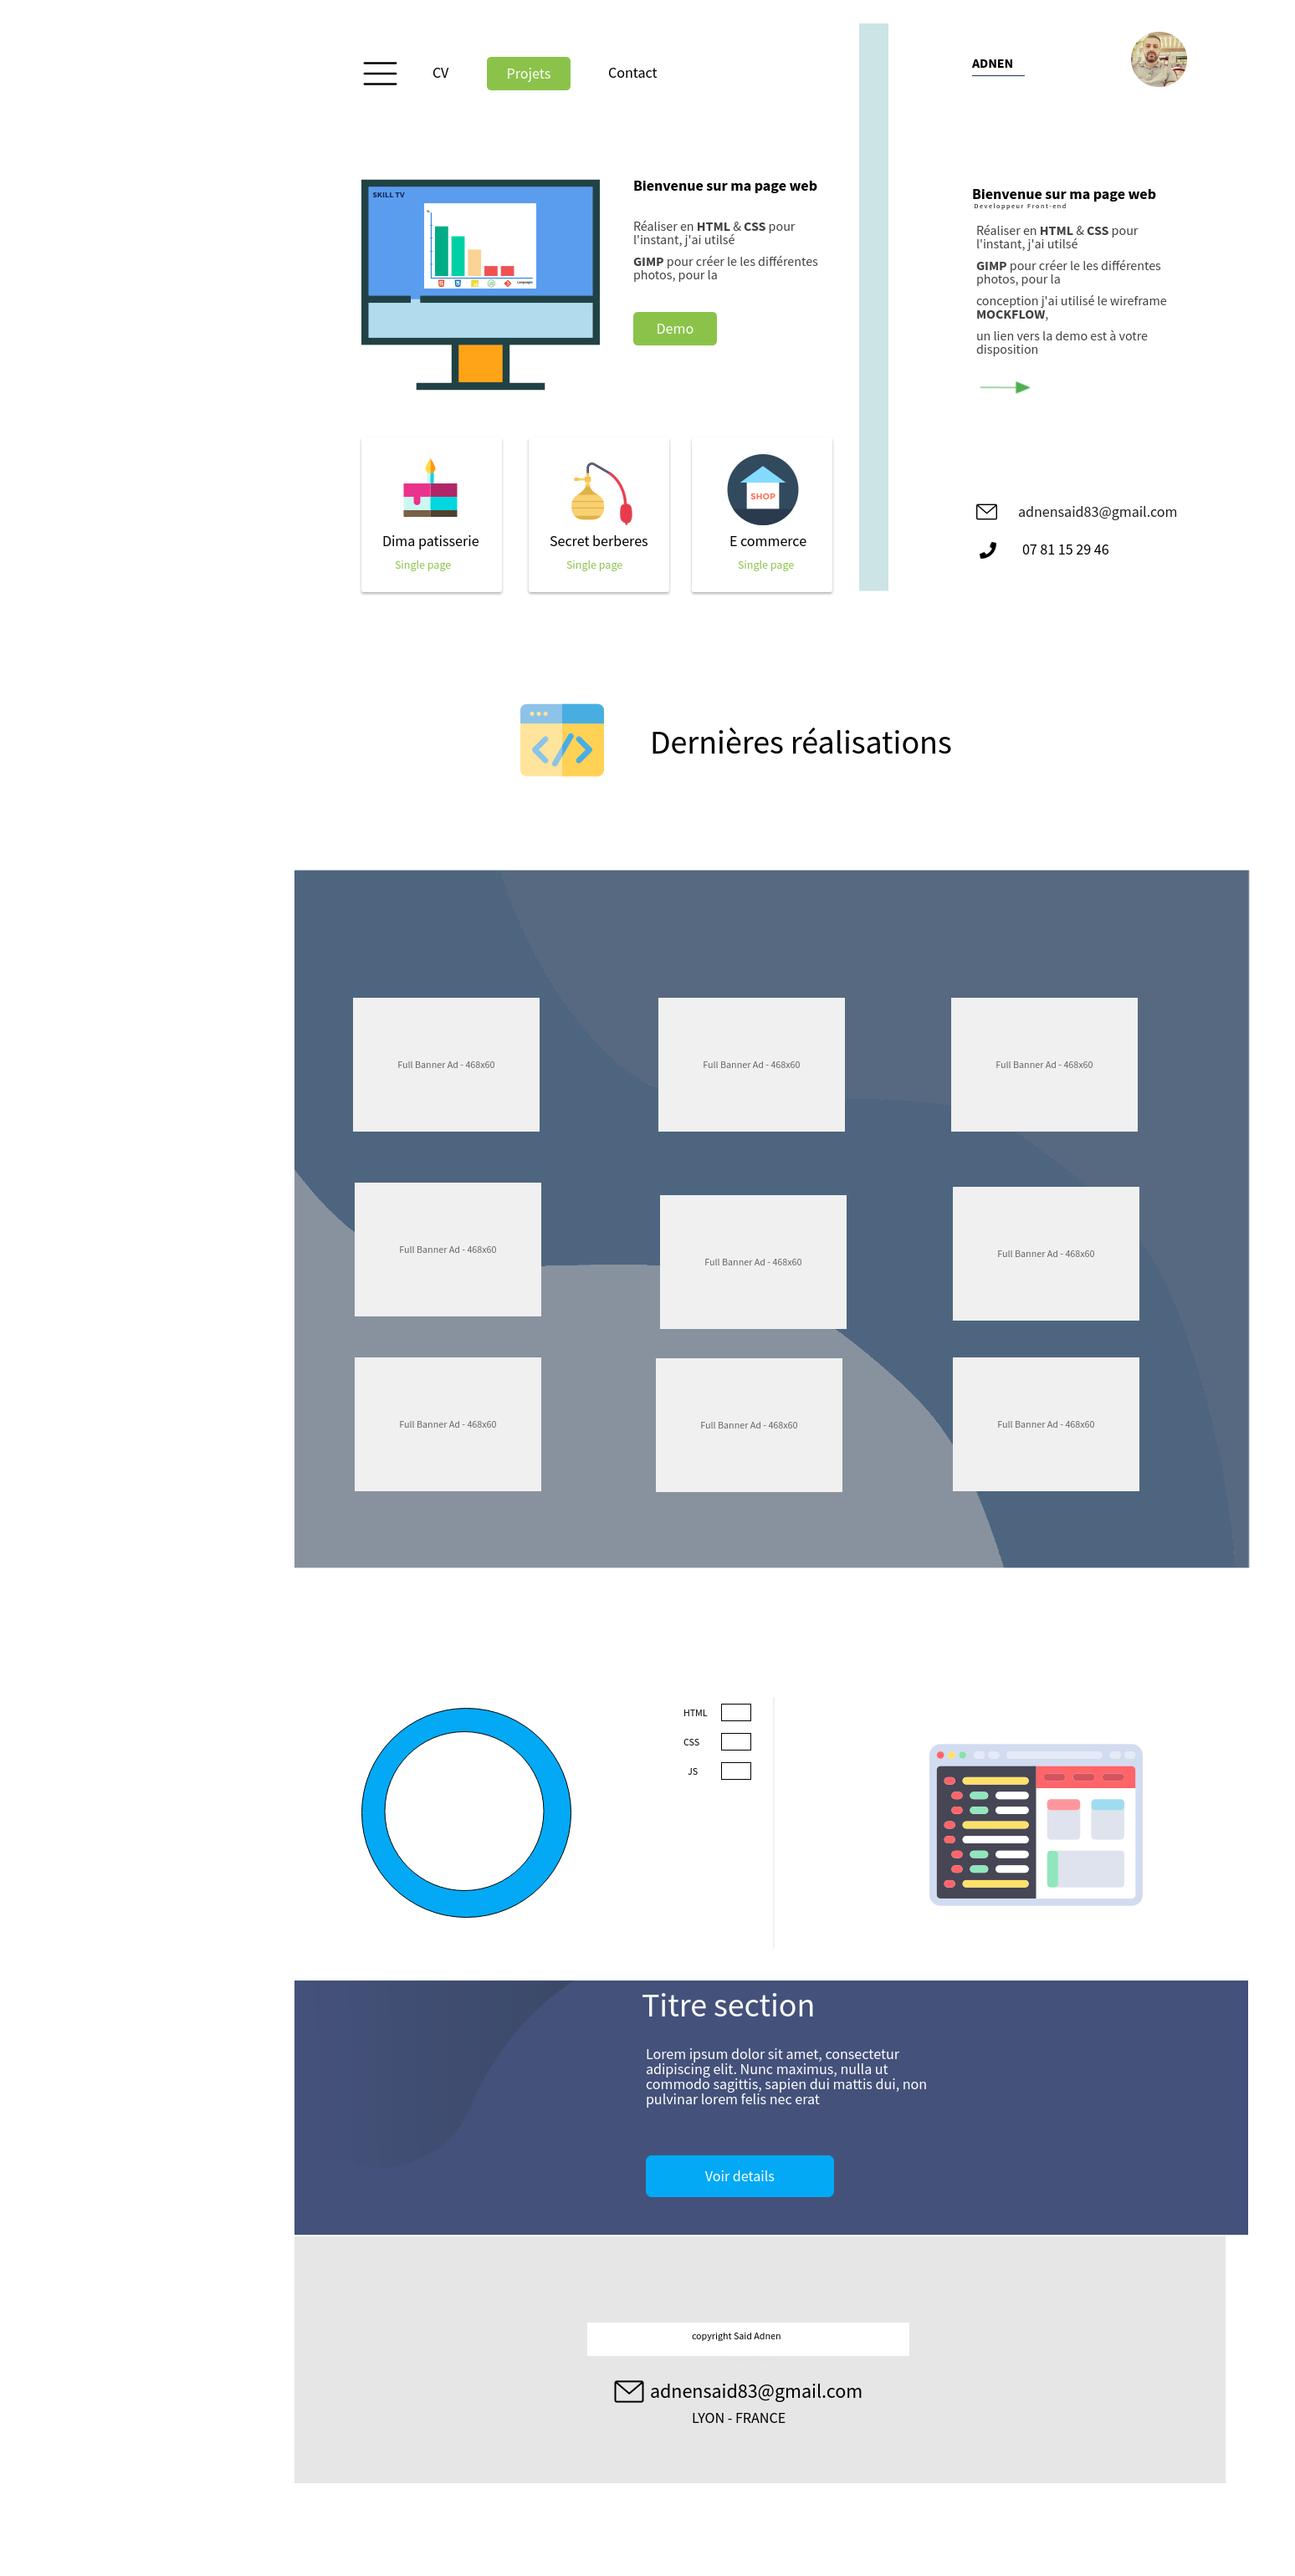 CV
Projets
Contact
ADNEN
SKILL TV
Languages
Bienvenue sur ma page web
Réaliser en HTML & CSS pour
l'instant, j'ai utilsé
GIMP pour créer le les différentes
photos, pour la
Demo
Bienvenue sur ma page web
Developpeur Front-end
Réaliser en HTML & CSS pour
l'instant, j'ai utilsé
GIMP pour créer le les différentes
photos, pour la
conception j'ai utilisé le wireframe
MOCKFLOW,
un lien vers la demo est à votre
disposition
Dima patisserie
Single page
Secret berberes
Single page
SHOP
E commerce
Single page
adnensaid83@gmail.com
07 81 15 29 46
Dernières réalisations
Full Banner Ad - 468x60
Full Banner Ad - 468x60
Full Banner Ad - 468x60
Full Banner Ad - 468x60
Full Banner Ad - 468x60
Full Banner Ad - 468x60
Full Banner Ad - 468x60
Full Banner Ad - 468x60
Full Banner Ad - 468x60
HTML
CSS
JS
Titre section
Lorem ipsum dolor sit amet, consectetur
adipiscing elit. Nunc maximus, nulla ut
commodo sagittis, sapien dui mattis dui, non
pulvinar lorem felis nec erat
Voir details
copyright Said Adnen
adnensaid83@gmail.com
LYON - FRANCE